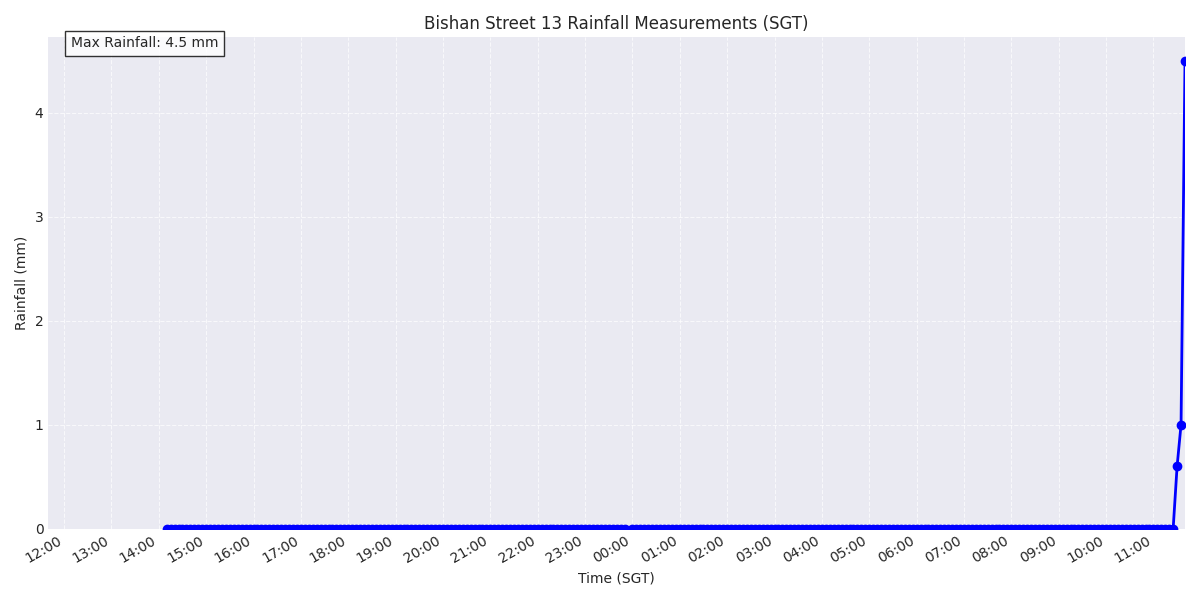 Bishan Street 13 Rainfall Measurements (SGT)
Max Rainfall: 4.5 mm
Rainfall (mm)
4
3
2
1
0
12:00 13:00 14:00 15:00 16:00 17:00 18:00 19:00 20:00 21:00 22:00 23:00 00:00 01:00 02:00 03:00 04:00 05:00 06:00 07:00 08:00 09:00 10:00 11:00
Time (SGT)